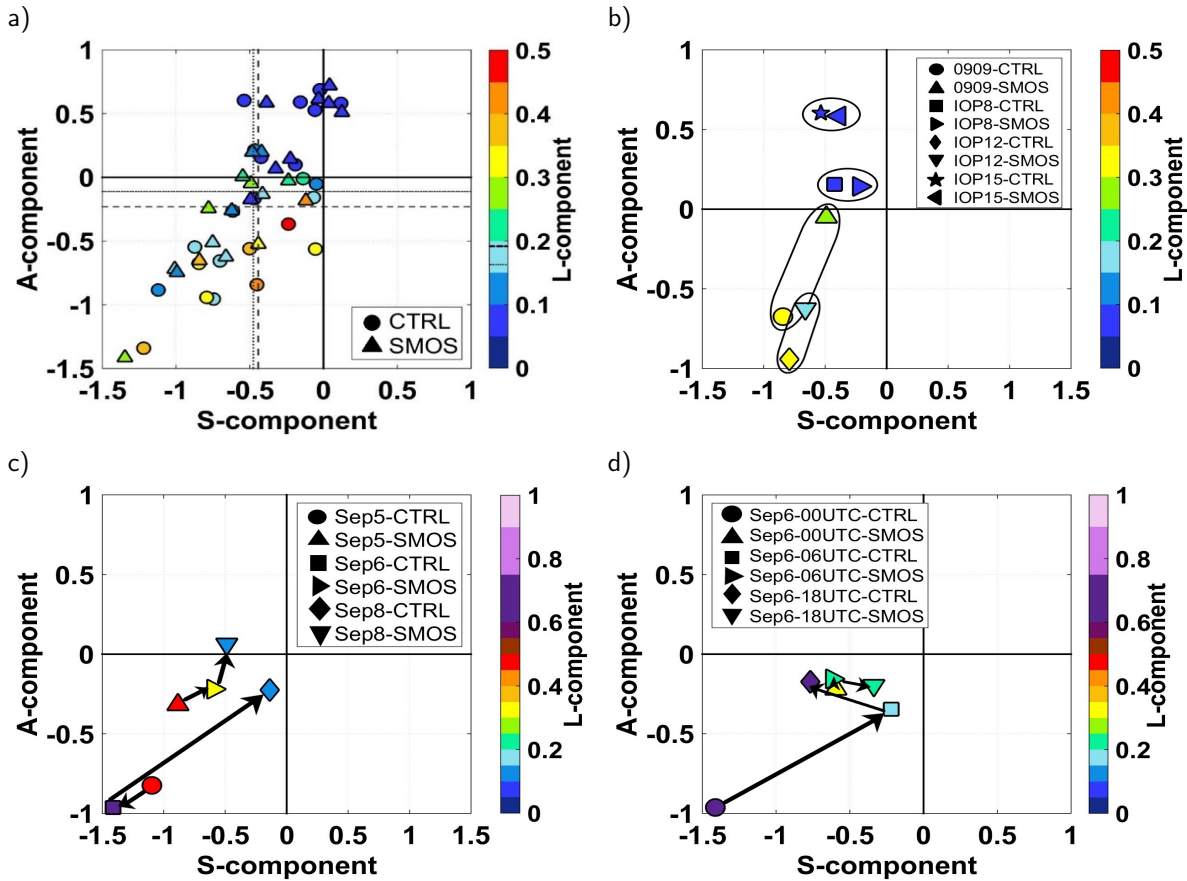 a)
1
0.5
0
-0.5
-1
-1.5
-1.5
-1
-0.5
0
0.5
1
A-component
S-component
CTRL
SMOS
0.5
0.4
0.3
0.2
0.1
0
L-component
b)
1
0.5
0
-0.5
-1
-1.5
-1
-0.5
0
0.5
1
1.5
A-component
S-component
0909-CTRL
0909-SMOS
IOP8-CTRL
IOP8-SMOS
IOP12-CTRL
IOP12-SMOS
IOP15-CTRL
IOP15-SMOS
0.5
0.4
0.3
0.2
0.1
0
L-component
c)
1
0.5
0
-0.5
-1
-1.5
-1
-0.5
0
0.5
1
1.5
A-component
S-component
Sep5-CTRL
Sep5-SMOS
Sep6-CTRL
Sep6-SMOS
Sep8-CTRL
Sep8-SMOS
1
0.8
0.6
0.4
0.2
0
L-component
d)
1
0.5
0
-0.5
-1
-1.5
-1
-0.5
0
0.5
1
A-component
S-component
Sep6-00UTC-CTRL
Sep6-00UTC-SMOS
Sep6-06UTC-CTRL
Sep6-06UTC-SMOS
Sep6-18UTC-CTRL
Sep6-18UTC-SMOS
1
0.8
0.6
0.4
0.2
0
L-component